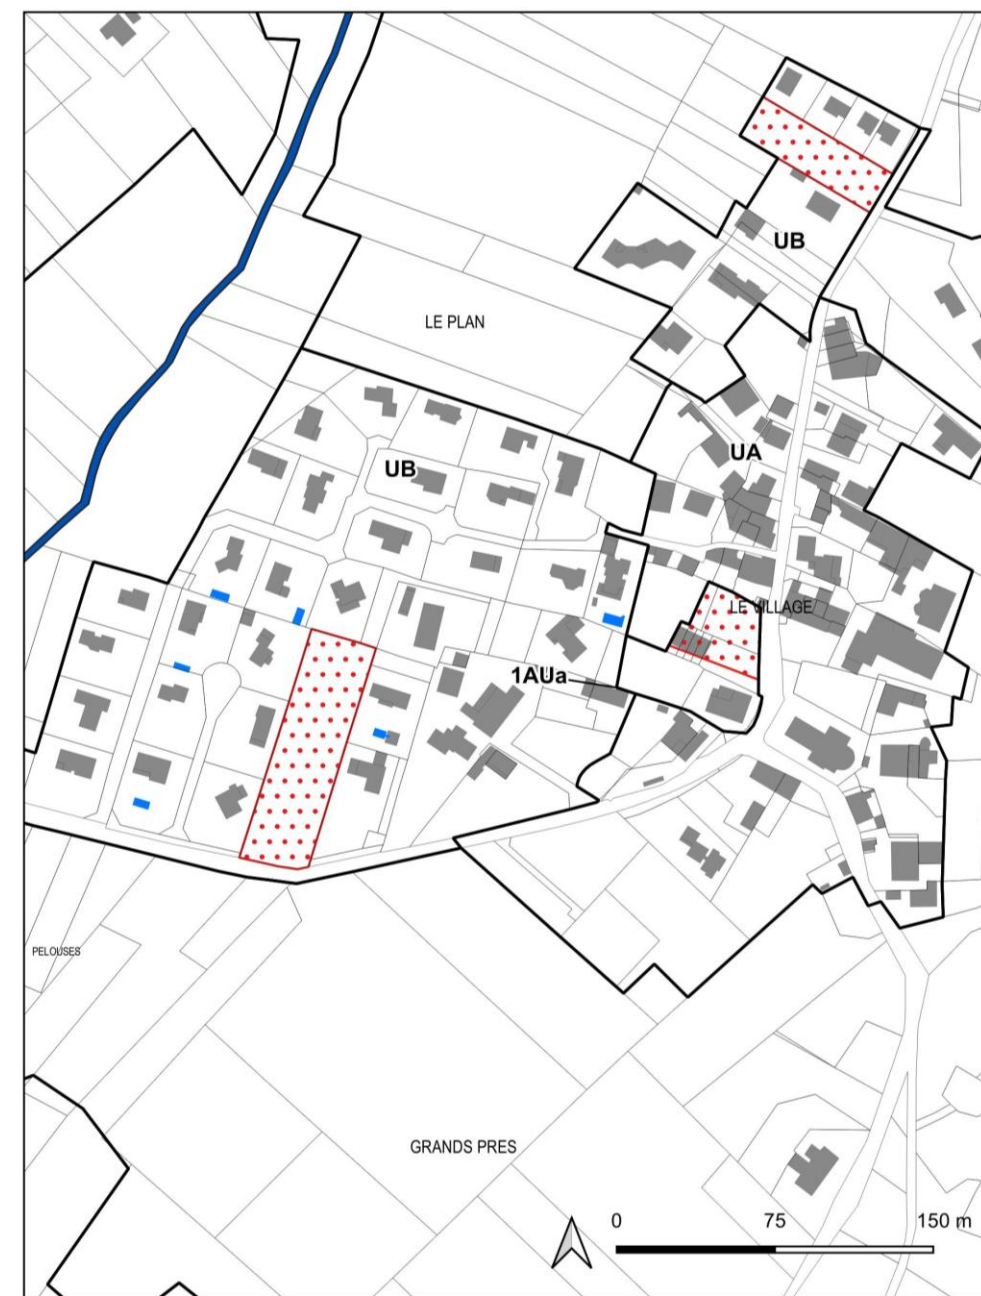 UB
LE PLAN
UA
UB
LE VILLAGE
1AUa
PELOUSES
GRANDS PRES
0 75 150 m